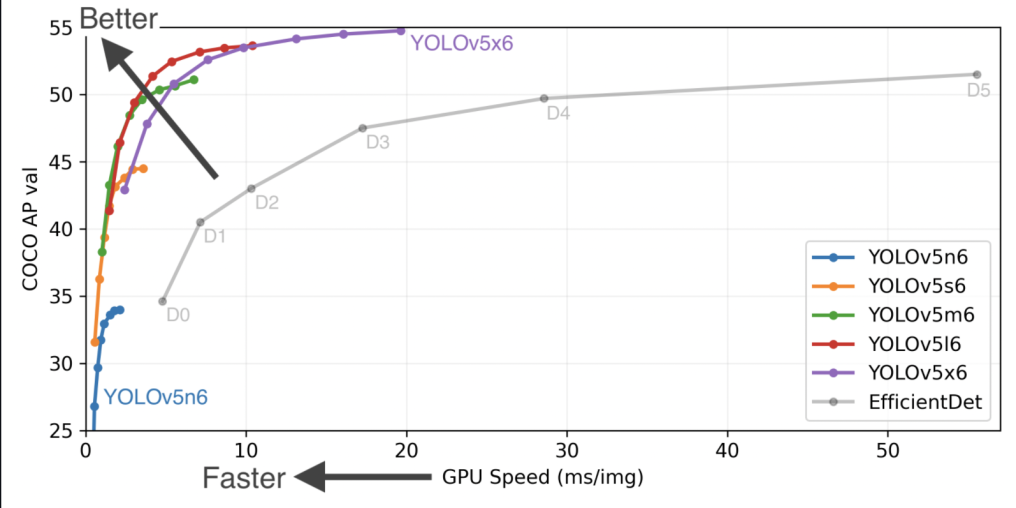 Better
55
50
45
40
35
30
25
COCO AP val
YOLOv5x6
D5
D4
D3
D2
D1
D0
YOLOv5n6
YOLOv5n6
YOLOv5s6
YOLOv5m6
YOLOv5l6
YOLOv5x6
EfficientDet
0 10 20 30 40 50
Faster GPU Speed (ms/img)